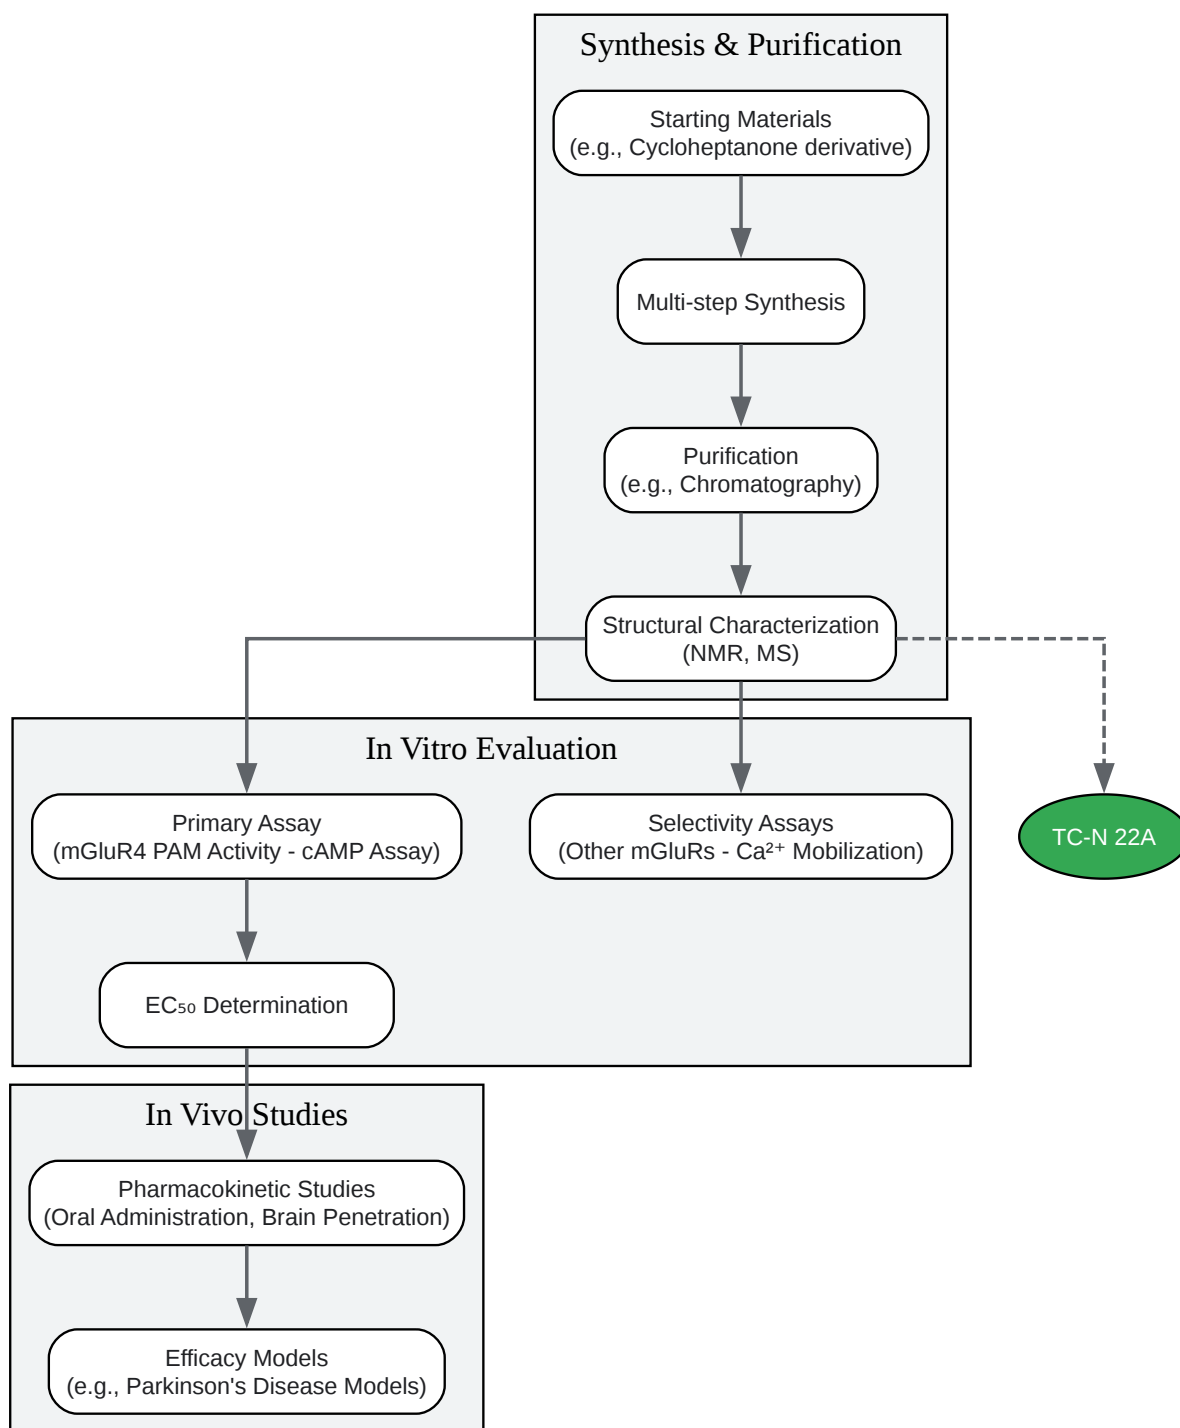 Synthesis & Purification
Starting Materials
(e.g., Cycloheptanone derivative)
Multi-step Synthesis
Purification
(e.g., Chromatography)
Structural Characterization
(NMR, MS)
In Vitro Evaluation
Primary Assay
(mGluR4 PAM Activity - cAMP Assay)
Selectivity Assays
(Other mGluRs - Ca²⁺ Mobilization)
TC-N 22A
EC₅₀ Determination
In Vivo Studies
Pharmacokinetic Studies
(Oral Administration, Brain Penetration)
Efficacy Models
(e.g., Parkinson's Disease Models)